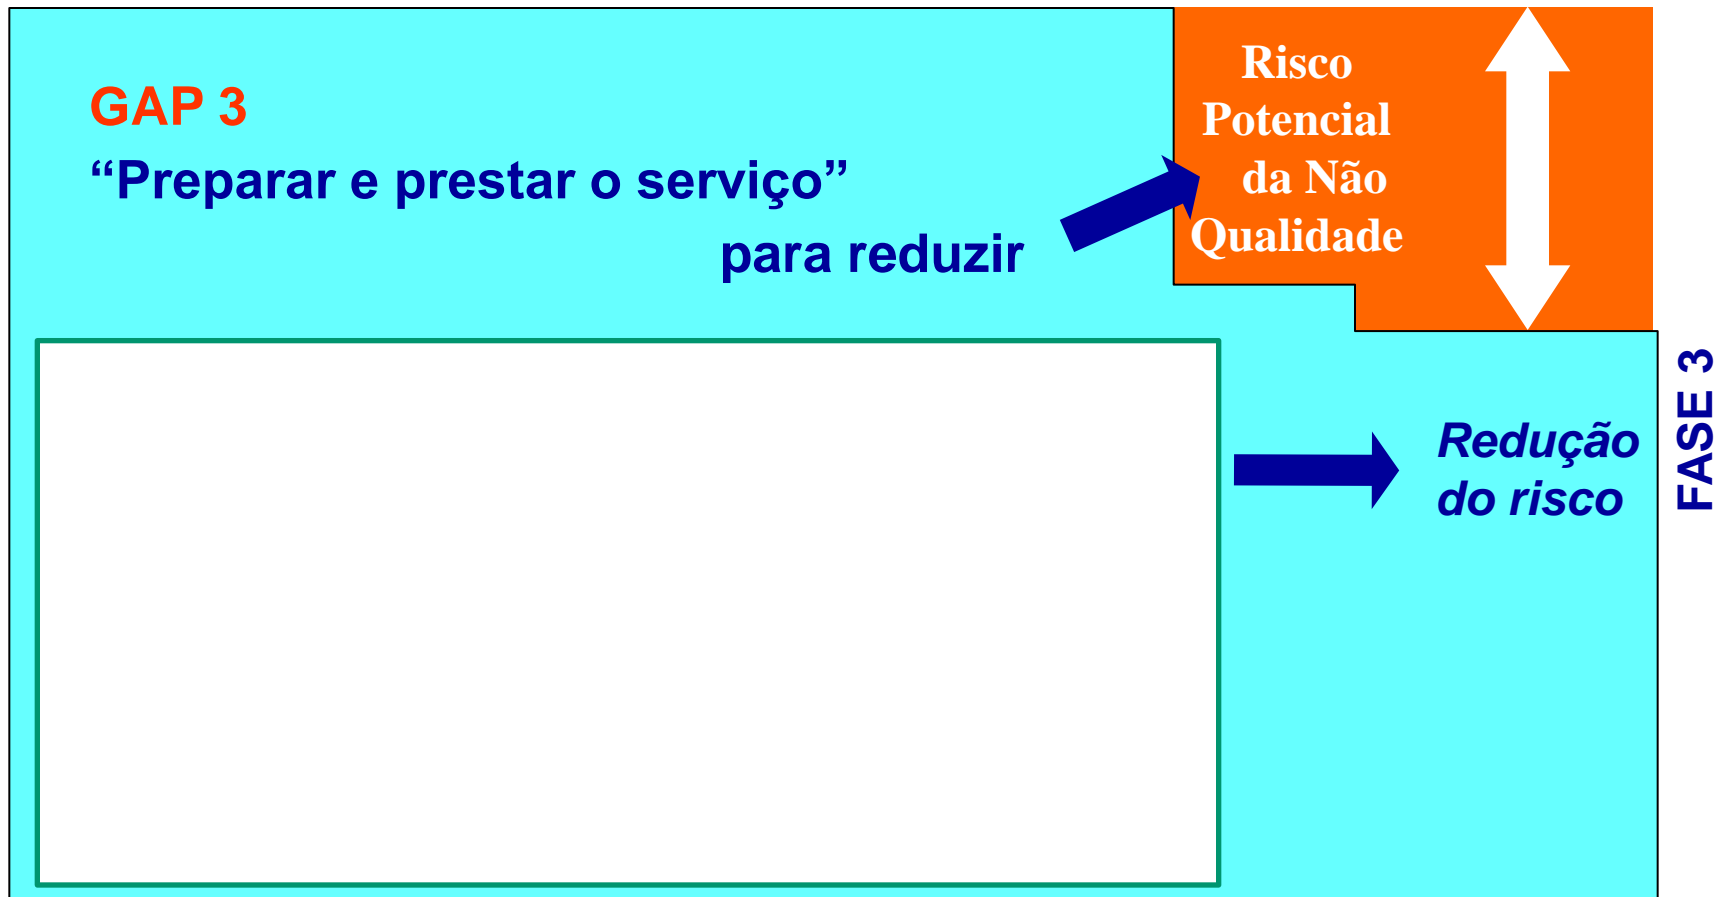 GAP 3
“Preparar e prestar o serviço”
para reduzir
Risco
Potencial
da Não
Qualidade
Redução
do risco
FASE 3